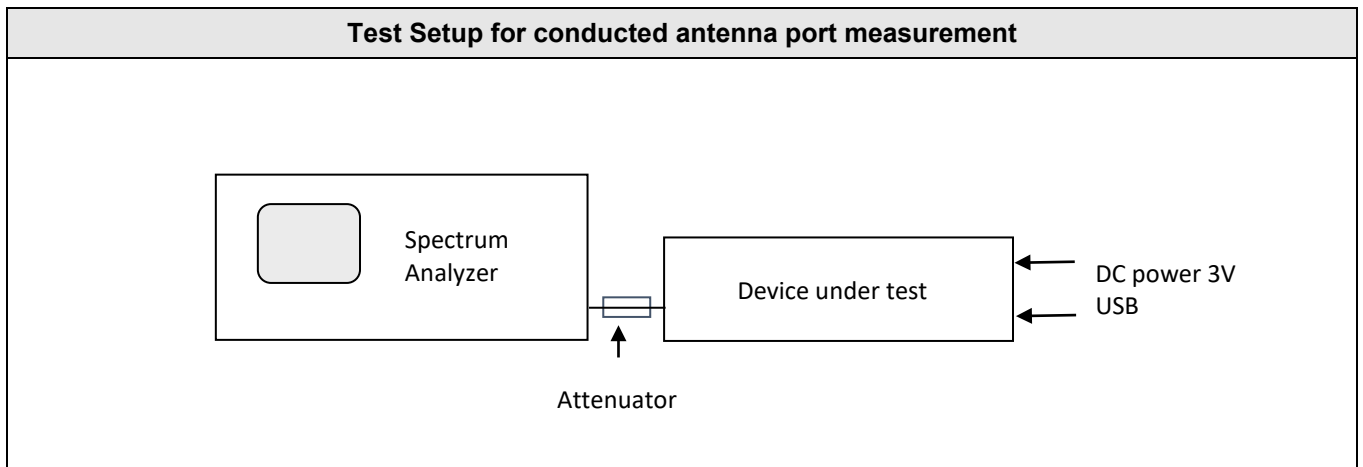 Test Setup for conducted antenna port measurement
Spectrum
Analyzer
Device under test
DC power 3V
USB
Attenuator